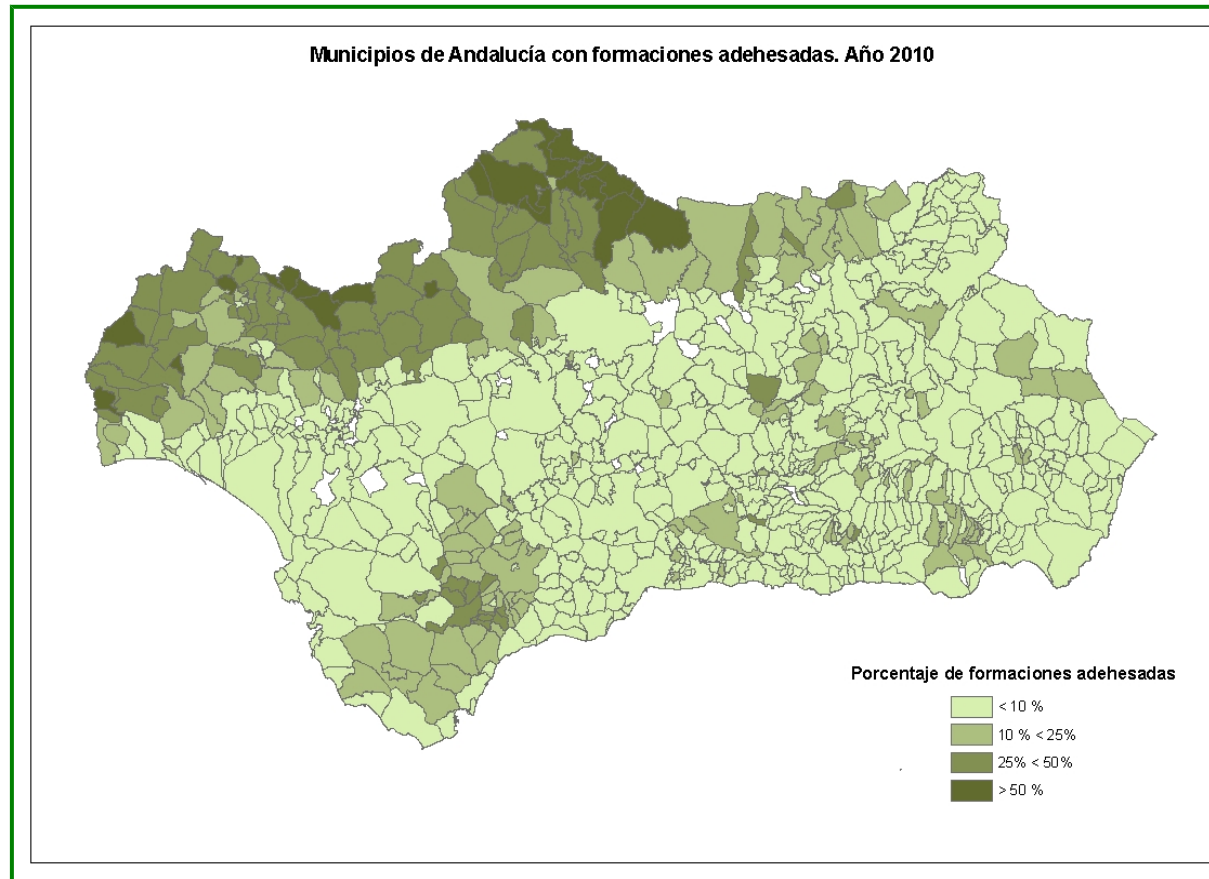 Municipios de Andalucía con formaciones adehesadas. Año 2010
Porcentaje de formaciones adehesadas
< 10 %
10 % < 25%
25% < 50%
> 50 %